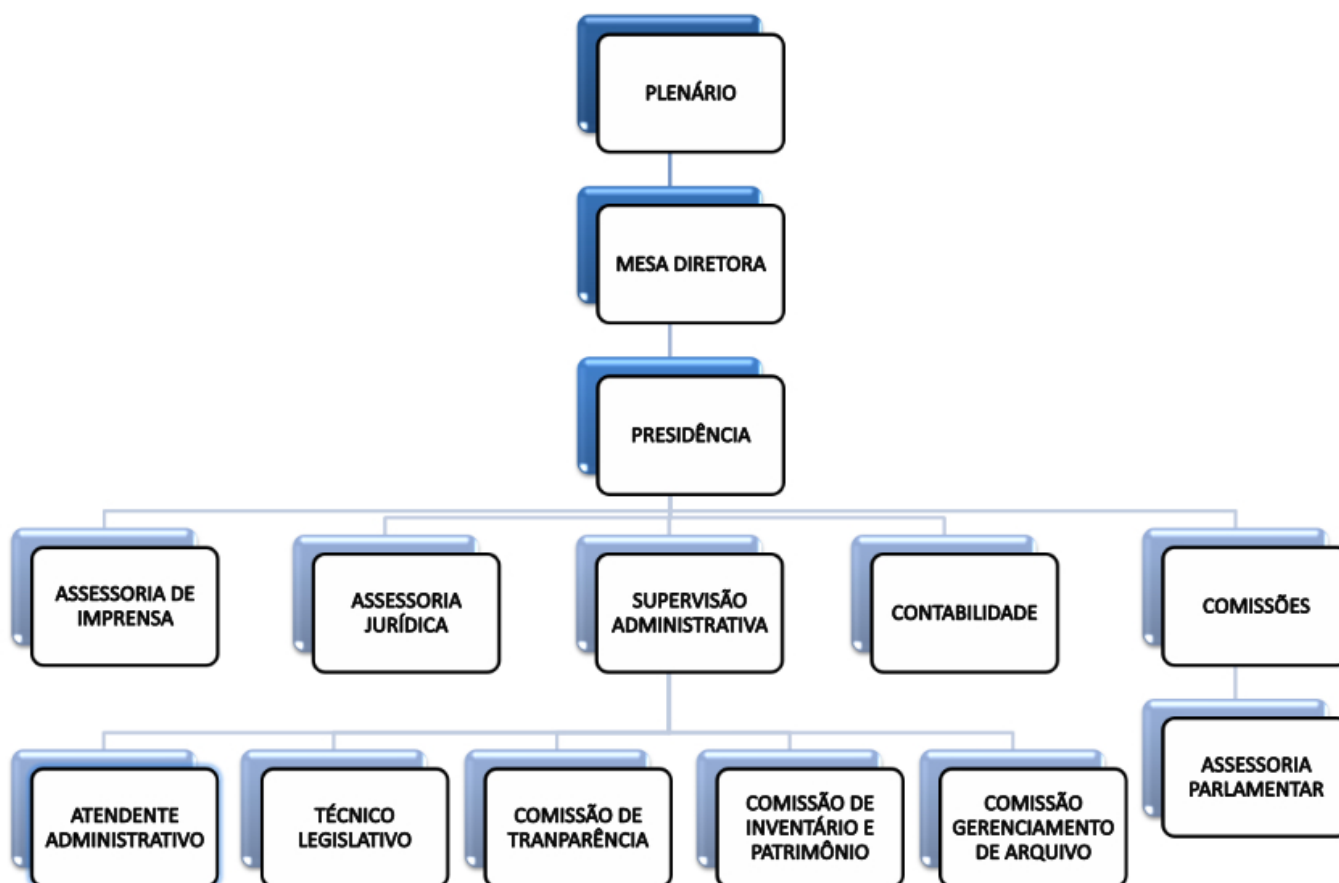 PLENÁRIO
MESA DIRETORA
PRESIDÊNCIA
ASSESSORIA DE
IMPRENSA
ASSESSORIA
JURÍDICA
SUPERVISÃO
ADMINISTRATIVA
CONTABILIDADE
COMISSÕES
ATENDENTE
ADMINISTRATIVO
TÉCNICO
LEGISLATIVO
COMISSÃO DE
TRANPARÊNCIA
COMISSÃO DE
INVENTÁRIO E
PATRIMÔNIO
COMISSÃO
GERENCIAMENTO
DE ARQUIVO
ASSESSORIA
PARLAMENTAR